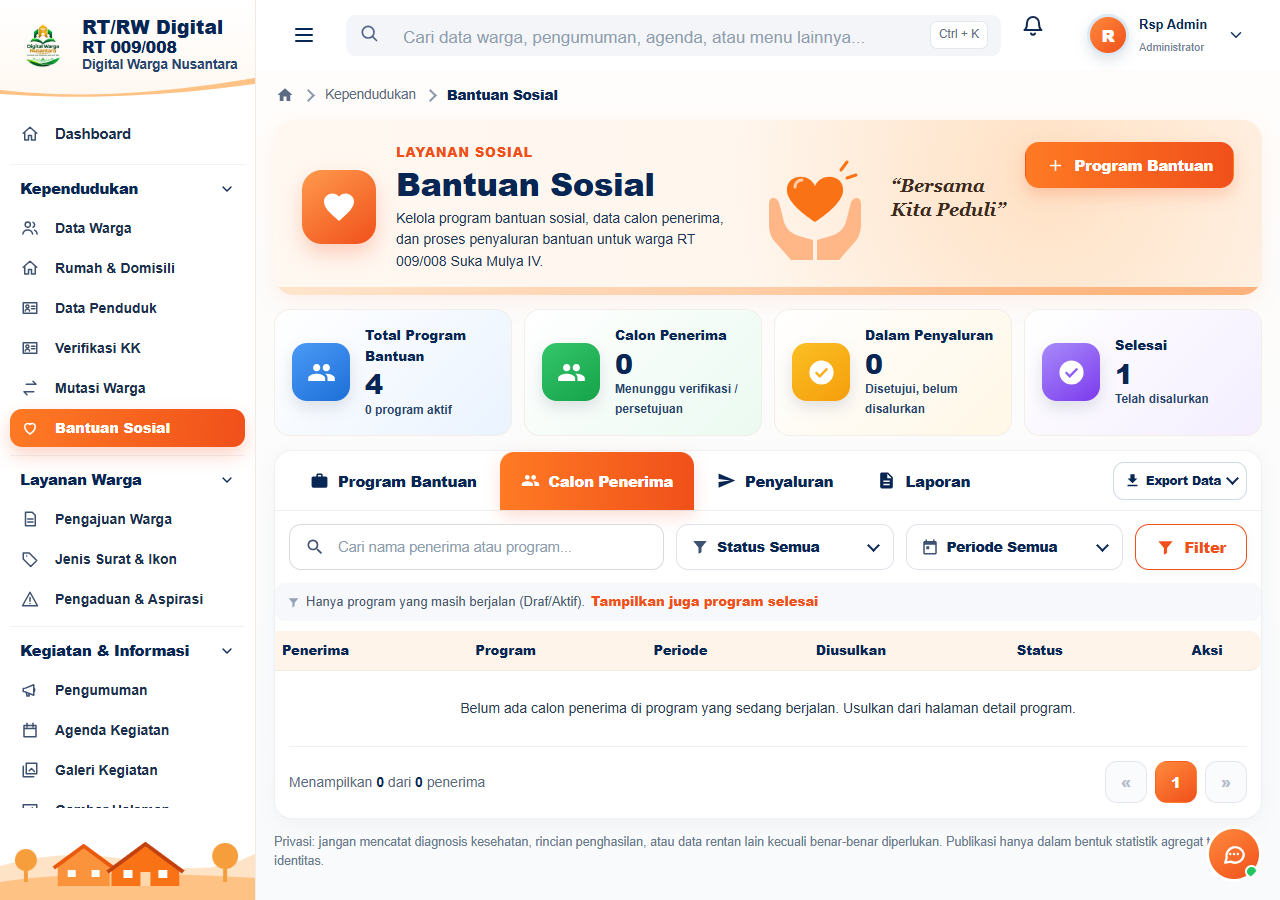 RT/RW Digital
RT 009/008
Digital Warga Nusantara
Cari data warga, pengumuman, agenda, atau menu lainnya...
Ctrl + K
R
Rsp Admin
Administrator
Kependudukan
Bantuan Sosial
Dashboard
Kependudukan
Data Warga
Rumah & Domisili
Data Penduduk
Verifikasi KK
Mutasi Warga
Bantuan Sosial
Layanan Warga
Pengajuan Warga
Jenis Surat & Ikon
Pengaduan & Aspirasi
Kegiatan & Informasi
Pengumuman
Agenda Kegiatan
Galeri Kegiatan
LAYANAN SOSIAL
Bantuan Sosial
Kelola program bantuan sosial, data calon penerima,
dan proses penyaluran bantuan untuk warga RT
009/008 Suka Mulya IV.
“Bersama
Kita Peduli”
Program Bantuan
Total Program
Bantuan
4
0 program aktif
Calon Penerima
0
Menunggu verifikasi /
persetujuan
Dalam Penyaluran
0
Disetujui, belum
disalurkan
Selesai
1
Telah disalurkan
Program Bantuan
Calon Penerima
Penyaluran
Laporan
Export Data
Cari nama penerima atau program...
Status Semua
Periode Semua
Filter
Hanya program yang masih berjalan (Draf/Aktif). Tampilkan juga program selesai
Penerima Program Periode Diusulkan Status Aksi
Belum ada calon penerima di program yang sedang berjalan. Usulkan dari halaman detail program.
Menampilkan 0 dari 0 penerima
« 1 »
Privasi: jangan mencatat diagnosis kesehatan, rincian penghasilan, atau data rentan lain kecuali benar-benar diperlukan. Publikasi hanya dalam bentuk statistik agregat
identitas.